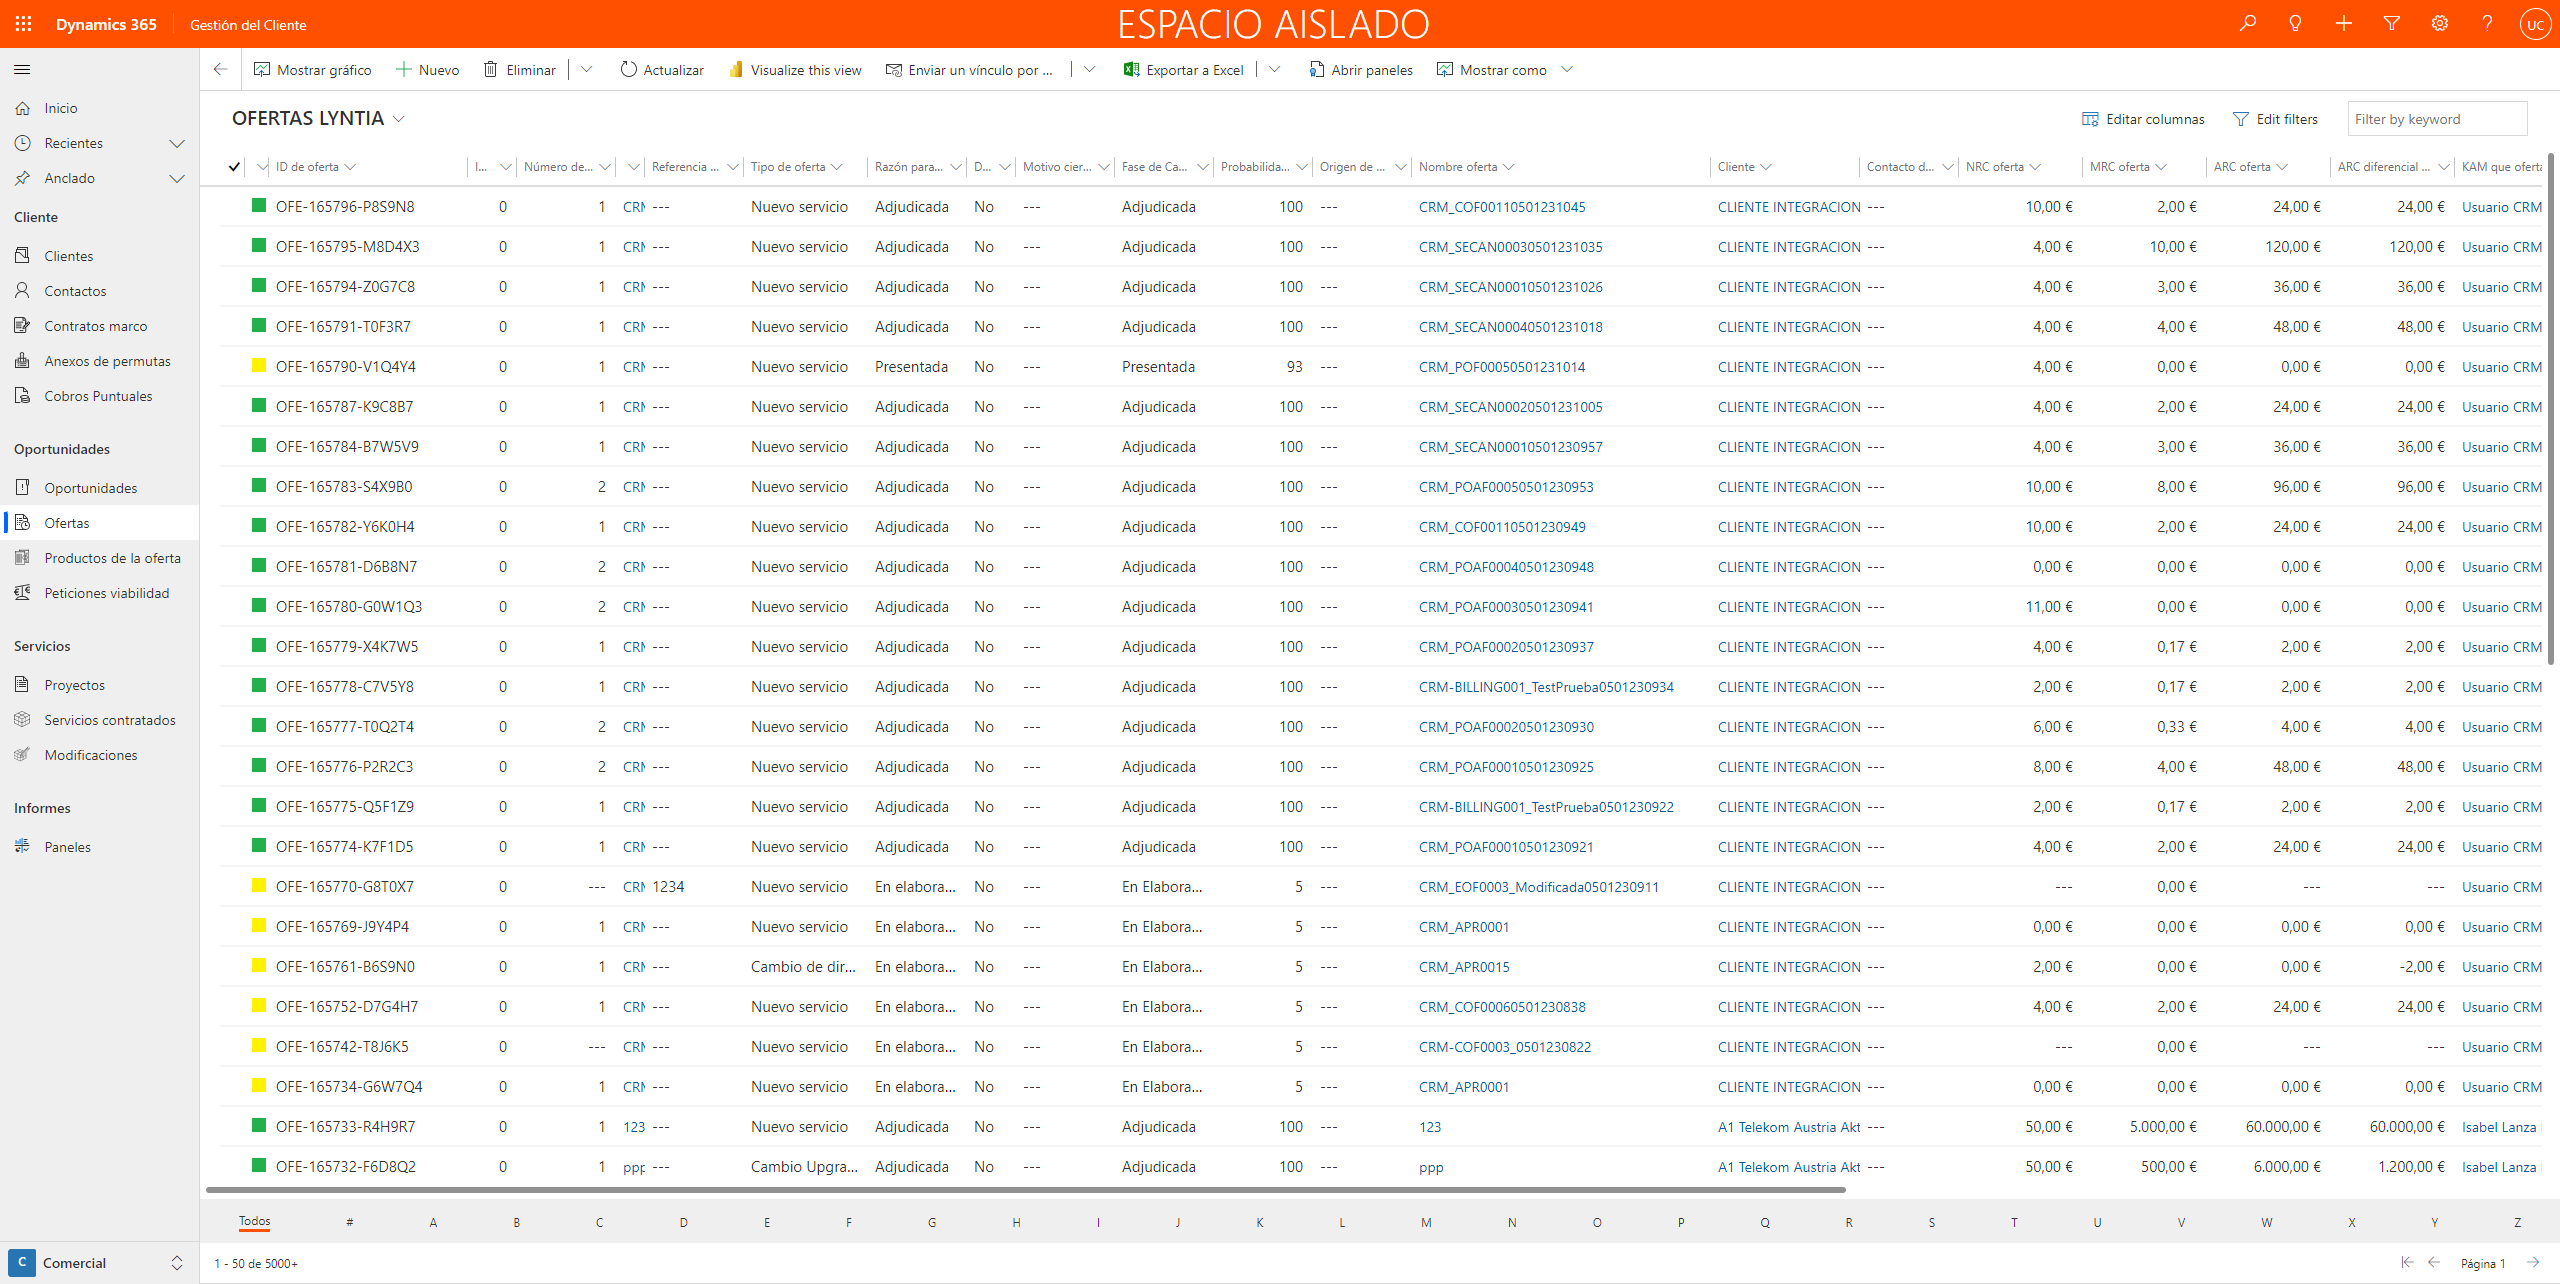 Dynamics 365 Gestión del Cliente ESPACIO AISLADO UC
Mostrar gráfico Nuevo Eliminar Actualizar Visualize this view Enviar un vínculo por ... Exportar a Excel Abrir paneles Mostrar como
Inicio
Recientes
Anclado
Cliente
Clientes
Contactos
Contratos marco
Anexos de permutas
Cobros Puntuales
Oportunidades
Oportunidades
Ofertas
Productos de la oferta
Peticiones viabilidad
Servicios
Proyectos
Servicios contratados
Modificaciones
Informes
Paneles
C Comercial
OFERTAS LYNTIA Editar columnas Edit filters Filter by keyword
ID de oferta I... Número de... Referencia ... Tipo de oferta Razón para... D... Motivo cier... Fase de Ca... Probabilida... Origen de ... Nombre oferta Cliente Contacto d... NRC oferta MRC oferta ARC oferta ARC diferencial ... KAM que oferta
OFE-165796-P8S9N8 0 1 CRM --- Nuevo servicio Adjudicada No --- Adjudicada 100 --- CRM_COF00110501231045 CLIENTE INTEGRACION --- 10,00 € 2,00 € 24,00 € 24,00 € Usuario CRM
OFE-165795-M8D4X3 0 1 CRM --- Nuevo servicio Adjudicada No --- Adjudicada 100 --- CRM_SECAN00030501231035 CLIENTE INTEGRACION --- 4,00 € 10,00 € 120,00 € 120,00 € Usuario CRM
OFE-165794-Z0G7C8 0 1 CRM --- Nuevo servicio Adjudicada No --- Adjudicada 100 --- CRM_SECAN00010501231026 CLIENTE INTEGRACION --- 4,00 € 3,00 € 36,00 € 36,00 € Usuario CRM
OFE-165791-T0F3R7 0 1 CRM --- Nuevo servicio Adjudicada No --- Adjudicada 100 --- CRM_SECAN00040501231018 CLIENTE INTEGRACION --- 4,00 € 4,00 € 48,00 € 48,00 € Usuario CRM
OFE-165790-V1Q4Y4 0 1 CRM --- Nuevo servicio Presentada No --- Presentada 93 --- CRM_POF00050501231014 CLIENTE INTEGRACION --- 4,00 € 0,00 € 0,00 € 0,00 € Usuario CRM
OFE-165787-K9C8B7 0 1 CRM --- Nuevo servicio Adjudicada No --- Adjudicada 100 --- CRM_SECAN00020501231005 CLIENTE INTEGRACION --- 4,00 € 2,00 € 24,00 € 24,00 € Usuario CRM
OFE-165784-B7W5V9 0 1 CRM --- Nuevo servicio Adjudicada No --- Adjudicada 100 --- CRM_SECAN00010501230957 CLIENTE INTEGRACION --- 4,00 € 3,00 € 36,00 € 36,00 € Usuario CRM
OFE-165783-S4X9B0 0 2 CRM --- Nuevo servicio Adjudicada No --- Adjudicada 100 --- CRM_POAF00050501230953 CLIENTE INTEGRACION --- 10,00 € 8,00 € 96,00 € 96,00 € Usuario CRM
OFE-165782-Y6K0H4 0 1 CRM --- Nuevo servicio Adjudicada No --- Adjudicada 100 --- CRM_COF00110501230949 CLIENTE INTEGRACION --- 10,00 € 2,00 € 24,00 € 24,00 € Usuario CRM
OFE-165781-D6B8N7 0 2 CRM --- Nuevo servicio Adjudicada No --- Adjudicada 100 --- CRM_POAF00040501230948 CLIENTE INTEGRACION --- 0,00 € 0,00 € 0,00 € 0,00 € Usuario CRM
OFE-165780-G0W1Q3 0 2 CRM --- Nuevo servicio Adjudicada No --- Adjudicada 100 --- CRM_POAF00030501230941 CLIENTE INTEGRACION --- 11,00 € 0,00 € 0,00 € 0,00 € Usuario CRM
OFE-165779-X4K7W5 0 1 CRM --- Nuevo servicio Adjudicada No --- Adjudicada 100 --- CRM_POAF00020501230937 CLIENTE INTEGRACION --- 4,00 € 0,17 € 2,00 € 2,00 € Usuario CRM
OFE-165778-C7V5Y8 0 1 CRM --- Nuevo servicio Adjudicada No --- Adjudicada 100 --- CRM-BILLING001_TestPrueba0501230934 CLIENTE INTEGRACION --- 2,00 € 0,17 € 2,00 € 2,00 € Usuario CRM
OFE-165777-T0Q2T4 0 2 CRM --- Nuevo servicio Adjudicada No --- Adjudicada 100 --- CRM_POAF00020501230930 CLIENTE INTEGRACION --- 6,00 € 0,33 € 4,00 € 4,00 € Usuario CRM
OFE-165776-P2R2C3 0 2 CRM --- Nuevo servicio Adjudicada No --- Adjudicada 100 --- CRM_POAF00010501230925 CLIENTE INTEGRACION --- 8,00 € 4,00 € 48,00 € 48,00 € Usuario CRM
OFE-165775-Q5F1Z9 0 1 CRM --- Nuevo servicio Adjudicada No --- Adjudicada 100 --- CRM-BILLING001_TestPrueba0501230922 CLIENTE INTEGRACION --- 2,00 € 0,17 € 2,00 € 2,00 € Usuario CRM
OFE-165774-K7F1D5 0 1 CRM --- Nuevo servicio Adjudicada No --- Adjudicada 100 --- CRM_POAF00010501230921 CLIENTE INTEGRACION --- 4,00 € 2,00 € 24,00 € 24,00 € Usuario CRM
OFE-165770-G8T0X7 0 --- CRM 1234 Nuevo servicio En elabora... No --- En Elabora... 5 --- CRM_EOF0003_Modificada0501230911 CLIENTE INTEGRACION --- --- 0,00 € --- --- Usuario CRM
OFE-165769-J9Y4P4 0 1 CRM --- Nuevo servicio En elabora... No --- En Elabora... 5 --- CRM_APR0001 CLIENTE INTEGRACION --- 0,00 € 0,00 € 0,00 € 0,00 € Usuario CRM
OFE-165761-B6S9N0 0 1 CRM --- Cambio de dir... En elabora... No --- En Elabora... 5 --- CRM_APR0015 CLIENTE INTEGRACION --- 2,00 € 0,00 € 0,00 € -2,00 € Usuario CRM
OFE-165752-D7G4H7 0 1 CRM --- Nuevo servicio En elabora... No --- En Elabora... 5 --- CRM_COF00060501230838 CLIENTE INTEGRACION --- 4,00 € 2,00 € 24,00 € 24,00 € Usuario CRM
OFE-165742-T8J6K5 0 --- CRM --- Nuevo servicio En elabora... No --- En Elabora... 5 --- CRM-COF0003_0501230822 CLIENTE INTEGRACION --- --- 0,00 € --- --- Usuario CRM
OFE-165734-G6W7Q4 0 1 CRM --- Nuevo servicio En elabora... No --- En Elabora... 5 --- CRM_APR0001 CLIENTE INTEGRACION --- 0,00 € 0,00 € 0,00 € 0,00 € Usuario CRM
OFE-165733-R4H9R7 0 1 123 --- Nuevo servicio Adjudicada No --- Adjudicada 100 --- 123 A1 Telekom Austria Akt --- 50,00 € 5.000,00 € 60.000,00 € 60.000,00 € Isabel Lanza
OFE-165732-F6D8Q2 0 1 ppp --- Cambio Upgra... Adjudicada No --- Adjudicada 100 --- ppp A1 Telekom Austria Akt --- 50,00 € 500,00 € 6.000,00 € 1.200,00 € Isabel Lanza
Todos # A B C D E F G H I J K L M N O P Q R S T U V W X Y Z
1 - 50 de 5000+ Página 1